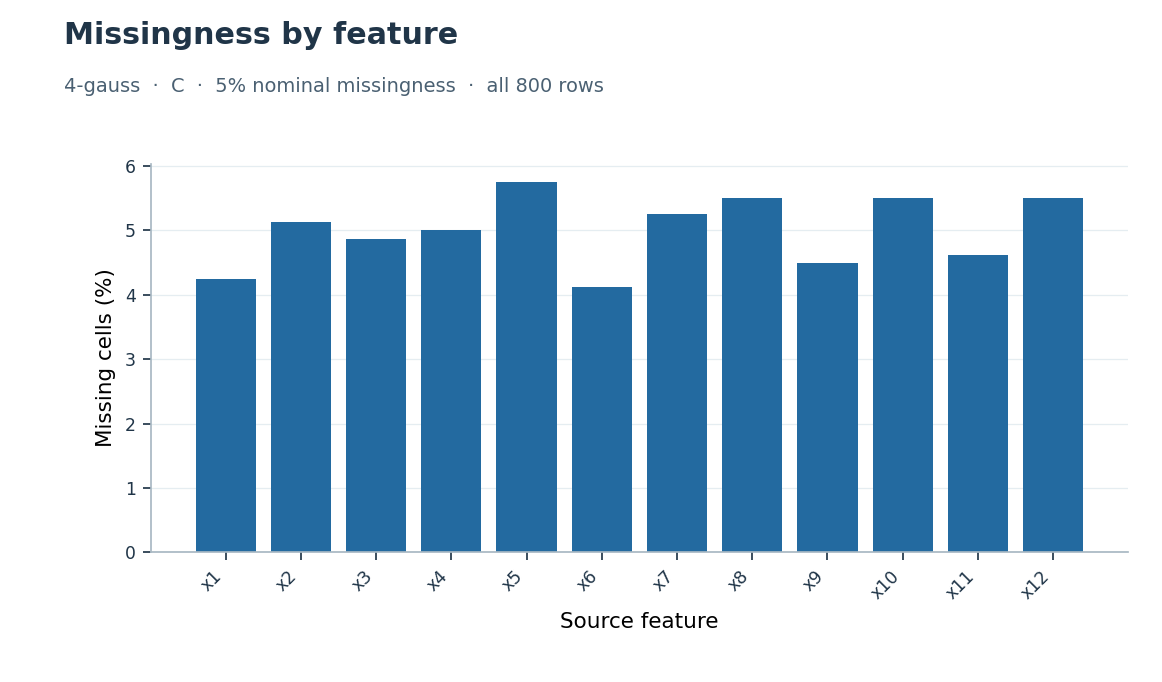 Missingness by feature
4-gauss · C · 5% nominal missingness · all 800 rows
6
5
4
3
2
1
0
Missing cells (%)
x1 x2 x3 x4 x5 x6 x7 x8 x9 x10 x11 x12
Source feature